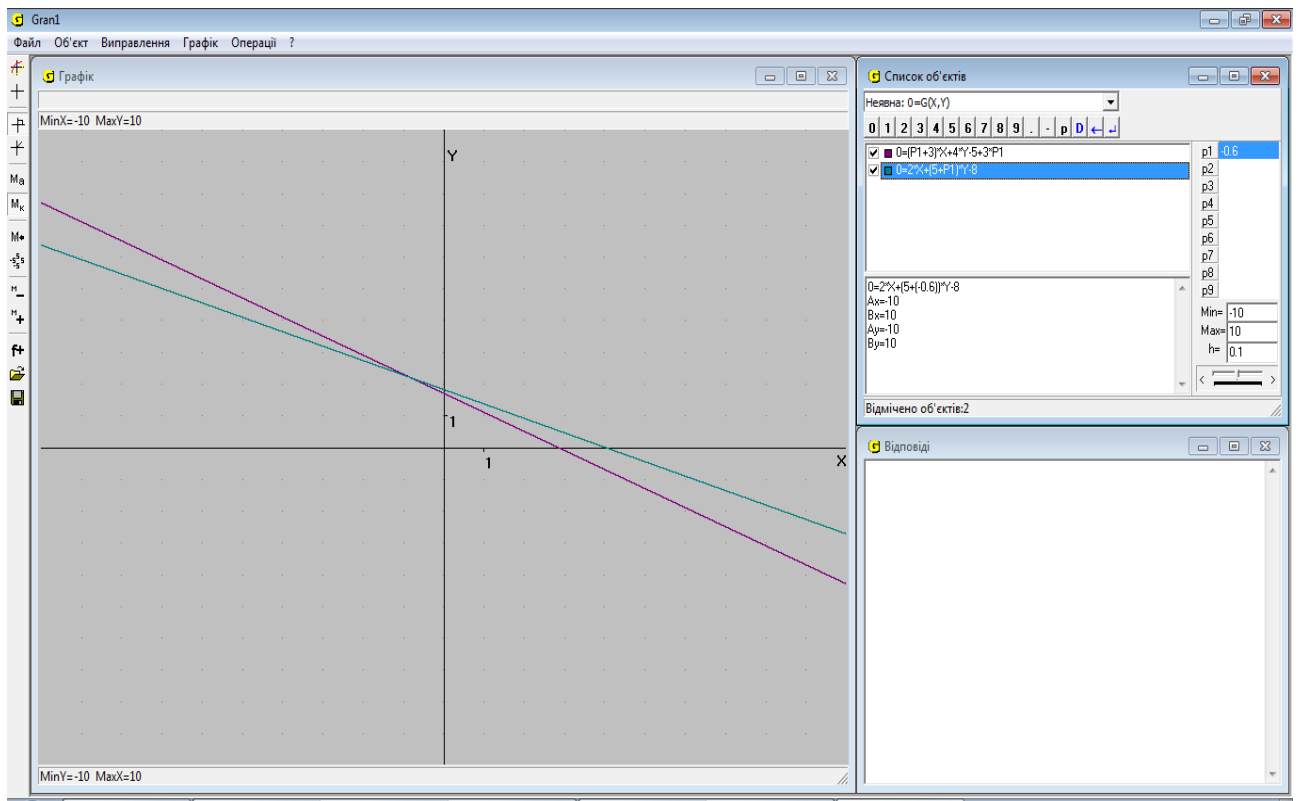 Gran1
Файл Об'єкт Виправлення Графік Операції ?
Графік
MinX=-10 MaxY=10
Y
1
1
X
MinY=-10 MaxX=10
Ma
Mк
M
S S S
M
M
f+
Список об'єктів
Неявна: 0=G(X,Y)
0 1 2 3 4 5 6 7 8 9 . - p D ← ↲
0=(P1+3)*X+4*Y-5+3*P1
0=2*X+(5+P1)*Y-8
p1 -0.6
p2
p3
p4
p5
p6
p7
p8
p9
0=2*X+(5+(-0.6))*Y-8
Ax=-10
Bx=10
Ay=-10
By=10
Min= -10
Max= 10
h= 0.1
Відмічено об'єктів:2
Відповіді